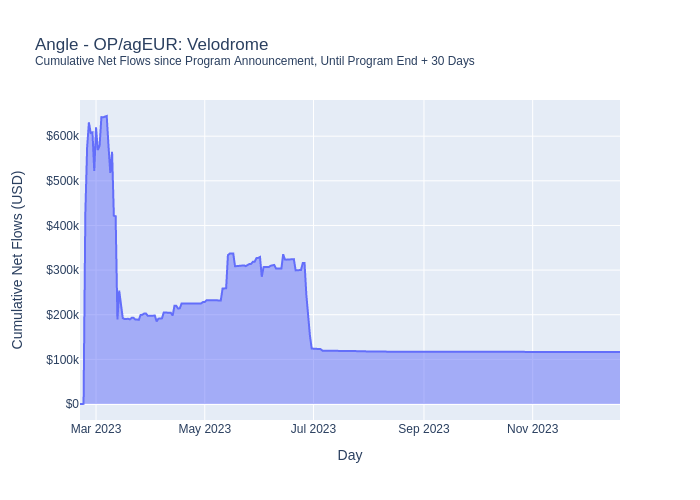 Angle - OP/agEUR: Velodrome
Cumulative Net Flows since Program Announcement, Until Program End + 30 Days
Cumulative Net Flows (USD)
$600k
$500k
$400k
$300k
$200k
$100k
$0
Mar 2023 May 2023 Jul 2023 Sep 2023 Nov 2023
Day